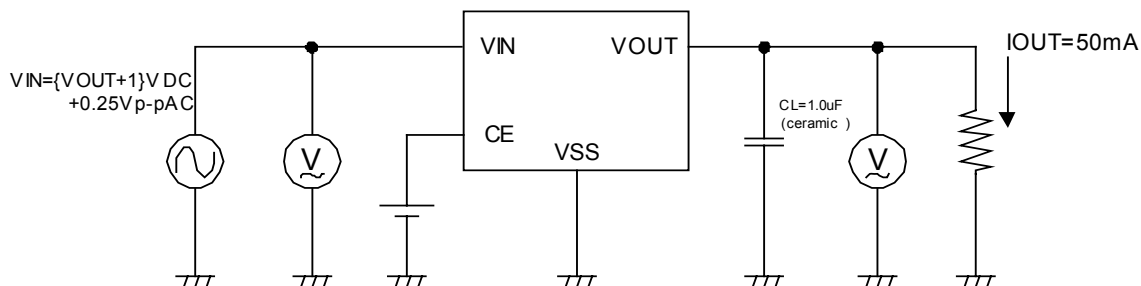 VIN
VOUT
IOUT=50mA
VIN={VOUT+1}VDC
+0.25Vp-pAC
CL=1.0uF
(ceramic )
CE
V
VSS
V